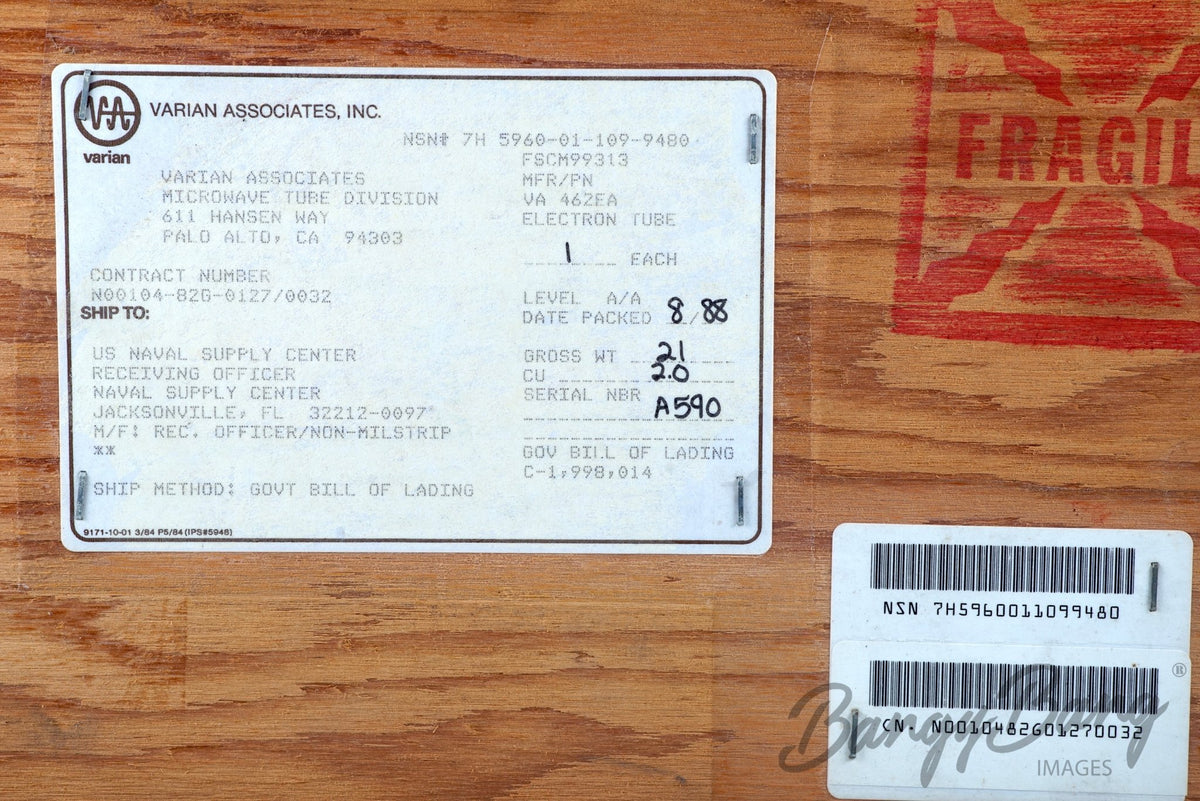 VARIAN ASSOCIATES, INC.
varian
NSN# 7H 5960-01-109-9480
FSCM99313
VARIAN ASSOCIATES
MICROWAVE TUBE DIVISION
611 HANSEN WAY
PALO ALTO, CA 94303
MFR/PN
VA 462EA
ELECTRON TUBE
1 EACH
CONTRACT NUMBER
N00104-82G-0127/0032
SHIP TO:
LEVEL A/A
DATE PACKED 8/88
US NAVAL SUPPLY CENTER
RECEIVING OFFICER
NAVAL SUPPLY CENTER
JACKSONVILLE, FL 32212-0097
M/F: REC. OFFICER/NON-MILSTRIP
**
GROSS WT 21
CU 2.0
SERIAL NBR
A590
GOV BILL OF LADING
C-1,998,014
SHIP METHOD: GOVT BILL OF LADING
9171-10-01 3/84 P5/84 (IPS#5948)
FRAGIL
NSN 7H5960011099480
CN. N0010482G01270032
BangyBang®
IMAGES